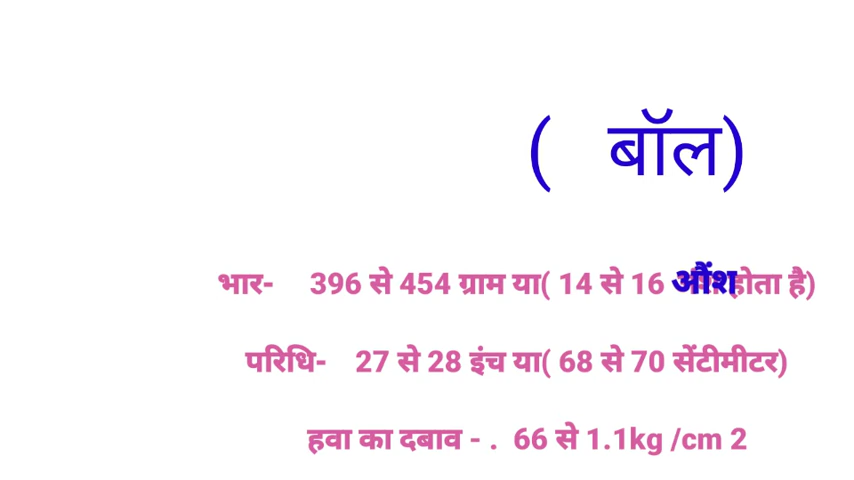 ( बॉल)
भार- 396 से 454 ग्राम या( 14 से 16 औंश होता है)
परिधि- 27 से 28 इंच या( 68 से 70 सेंटीमीटर)
हवा का दबाव - . 66 से 1.1kg /cm 2